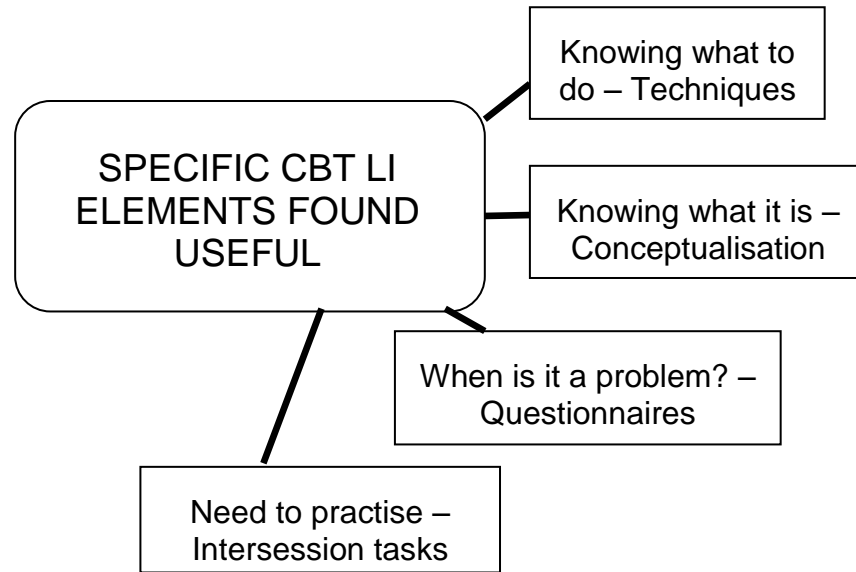 Knowing what to
do – Techniques
SPECIFIC CBT LI
ELEMENTS FOUND
USEFUL
Knowing what it is –
Conceptualisation
When is it a problem? –
Questionnaires
Need to practise –
Intersession tasks